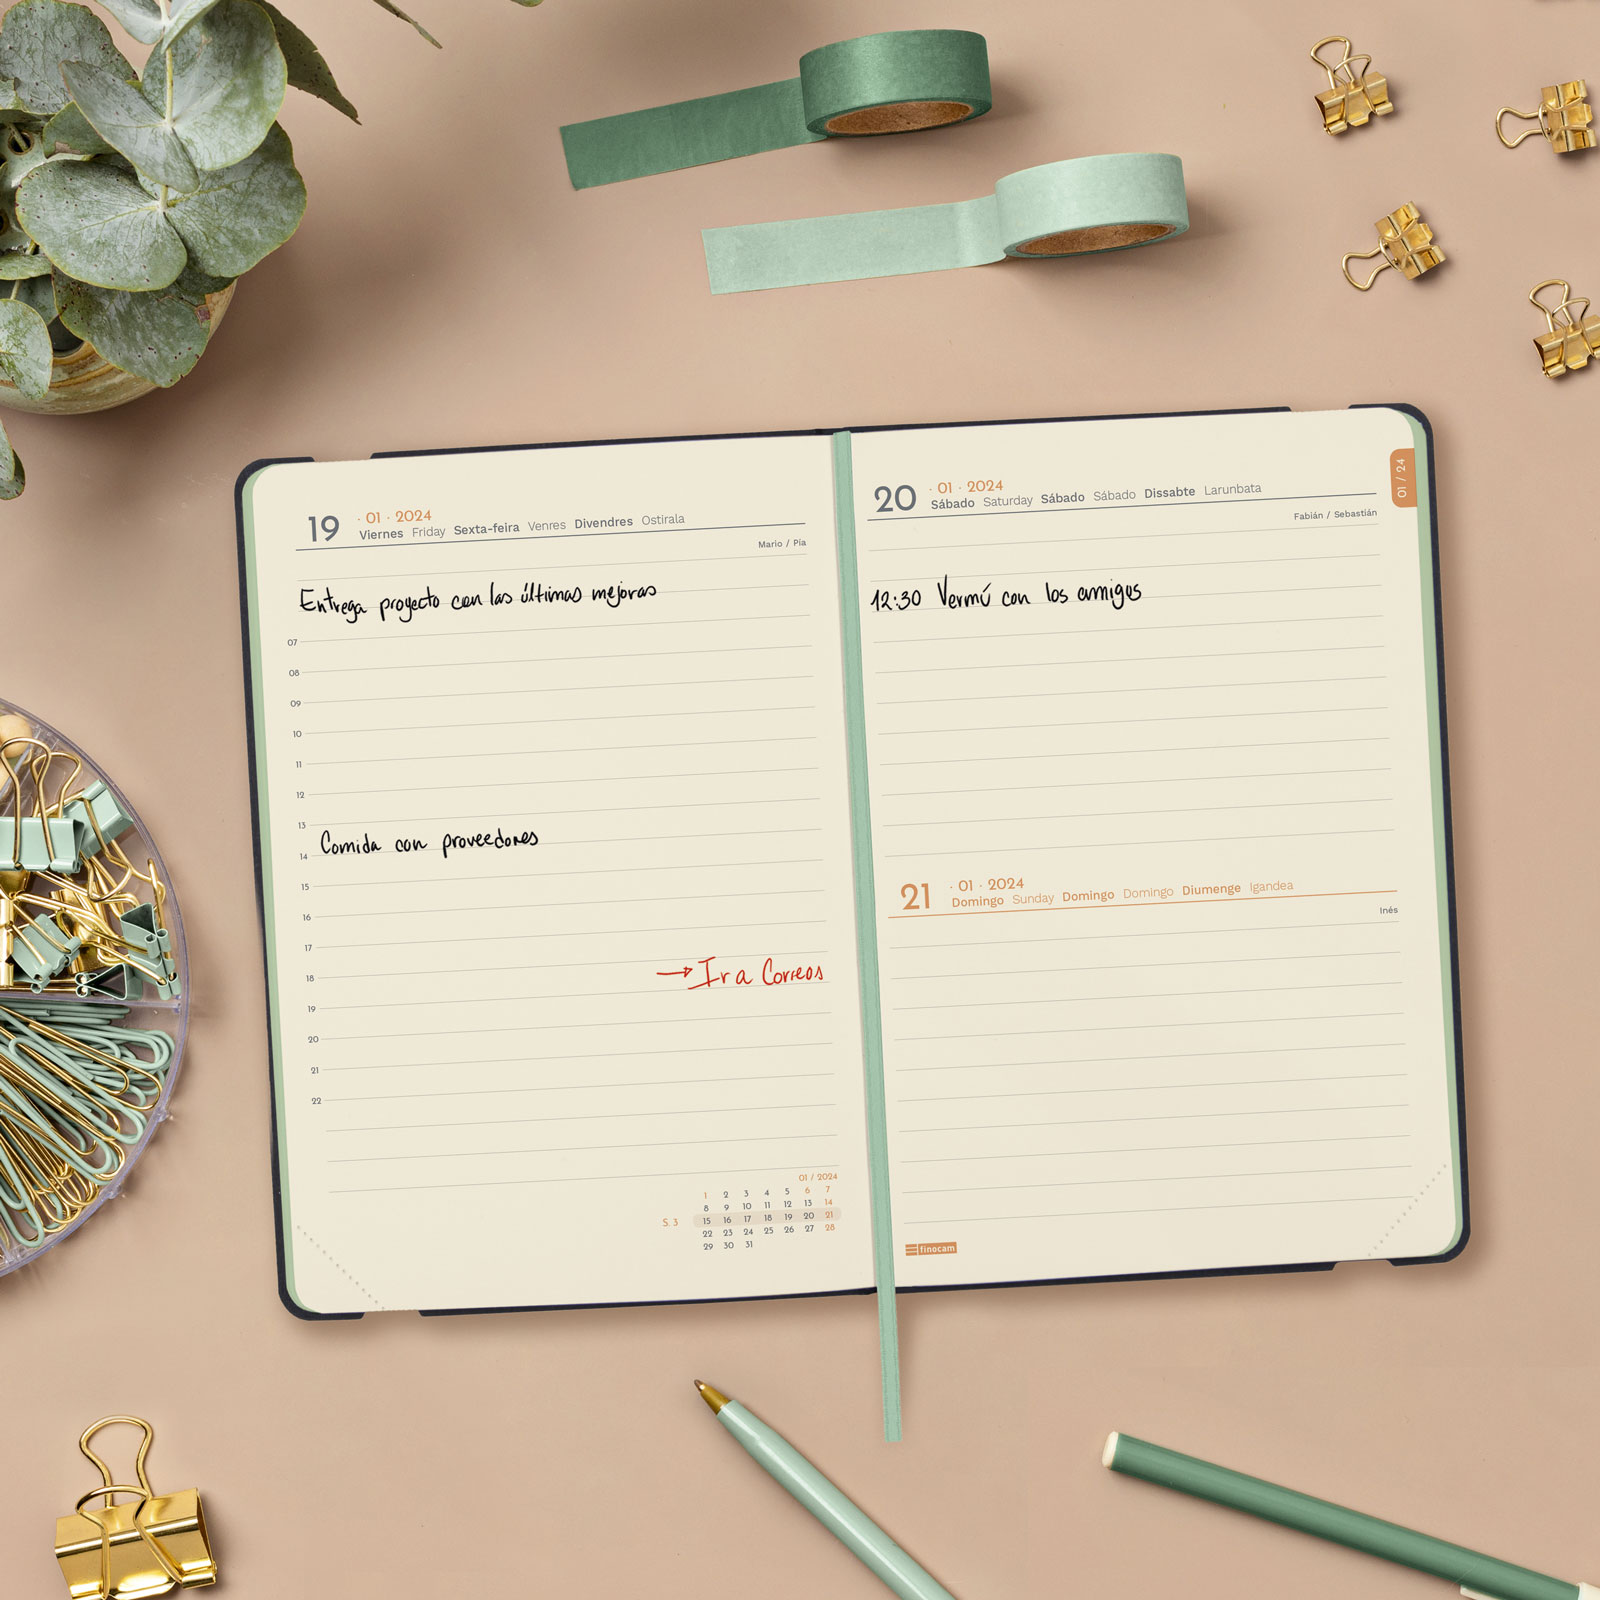 19 · 01 · 2024
Viernes Friday Sexta-feira Venres Divendres Ostirala
Mario / Pía
Entrega proyecto con las últimas mejoras
07
08
09
10
11
12
13
14 Comida con proveedores
15
16
17
18 → Ir a Correos
19
20
21
22
01 / 2024
1 2 3 4 5 6 7
8 9 10 11 12 13 14
S. 3 15 16 17 18 19 20 21
22 23 24 25 26 27 28
29 30 31
20 · 01 · 2024
Sábado Saturday Sábado Sábado Dissabte Larunbata
Fabián / Sebastián
01 / 24
12:30 Vermú con los amigos
21 · 01 · 2024
Domingo Sunday Domingo Domingo Diumenge Igandea
Inés
finocam